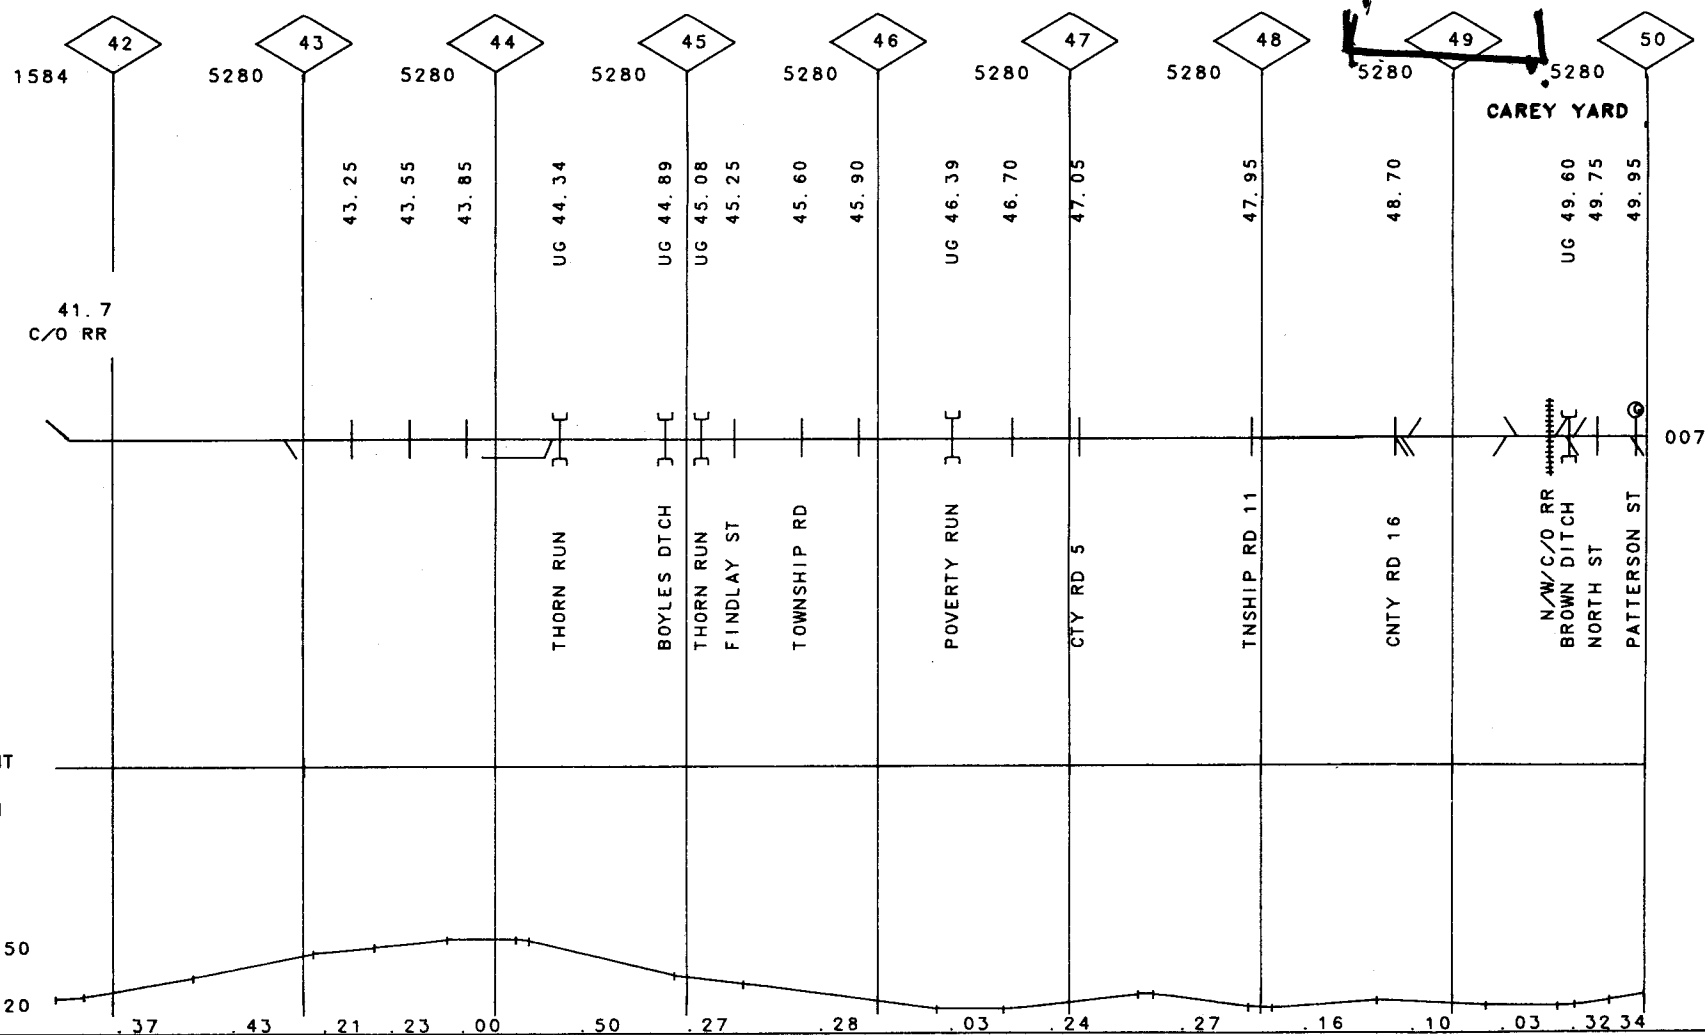 42 43 44 45 46 47 48 49 50
1584 5280 5280 5280 5280 5280 5280 5280 5280
CAREY YARD
43.25
43.55
43.85
UG 44.34
UG 44.89
UG 45.08
45.25
45.60
45.90
UG 46.39
46.70
47.05
47.95
48.70
UG 49.60
49.75
49.95
41.7
C/O RR
007
THORN RUN
BOYLES DTCH
THORN RUN
FINDLAY ST
TOWNSHIP RD
POVERTY RUN
CTY RD 5
TNSHIP RD 11
CNTY RD 16
N/W/C/O RR
BROWN DITCH
NORTH ST
PATTERSON ST
50
20
.37 .43 .21 .23 .00 .50 .27 .28 .03 .24 .27 .16 .10 .03 .32 .34